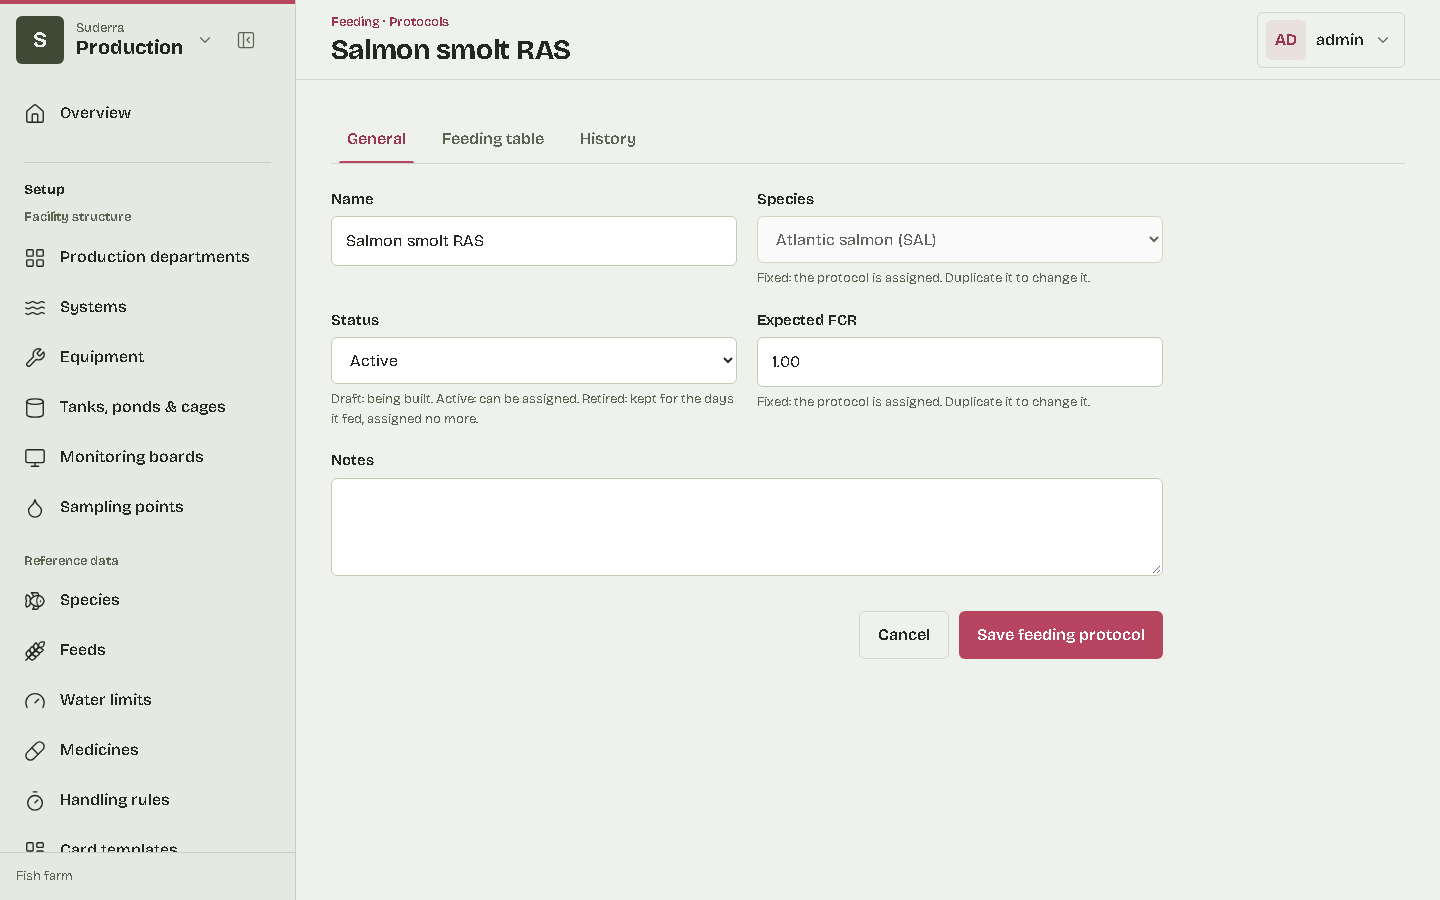 S
Suderra
Production
Overview
Setup
Facility structure
Production departments
Systems
Equipment
Tanks, ponds & cages
Monitoring boards
Sampling points
Reference data
Species
Feeds
Water limits
Medicines
Handling rules
Card templates
Fish farm
Feeding · Protocols
Salmon smolt RAS
AD
admin
General
Feeding table
History
Name
Salmon smolt RAS
Species
Atlantic salmon (SAL)
Fixed: the protocol is assigned. Duplicate it to change it.
Status
Active
Draft: being built. Active: can be assigned. Retired: kept for the days
it fed, assigned no more.
Expected FCR
1.00
Fixed: the protocol is assigned. Duplicate it to change it.
Notes
Cancel
Save feeding protocol